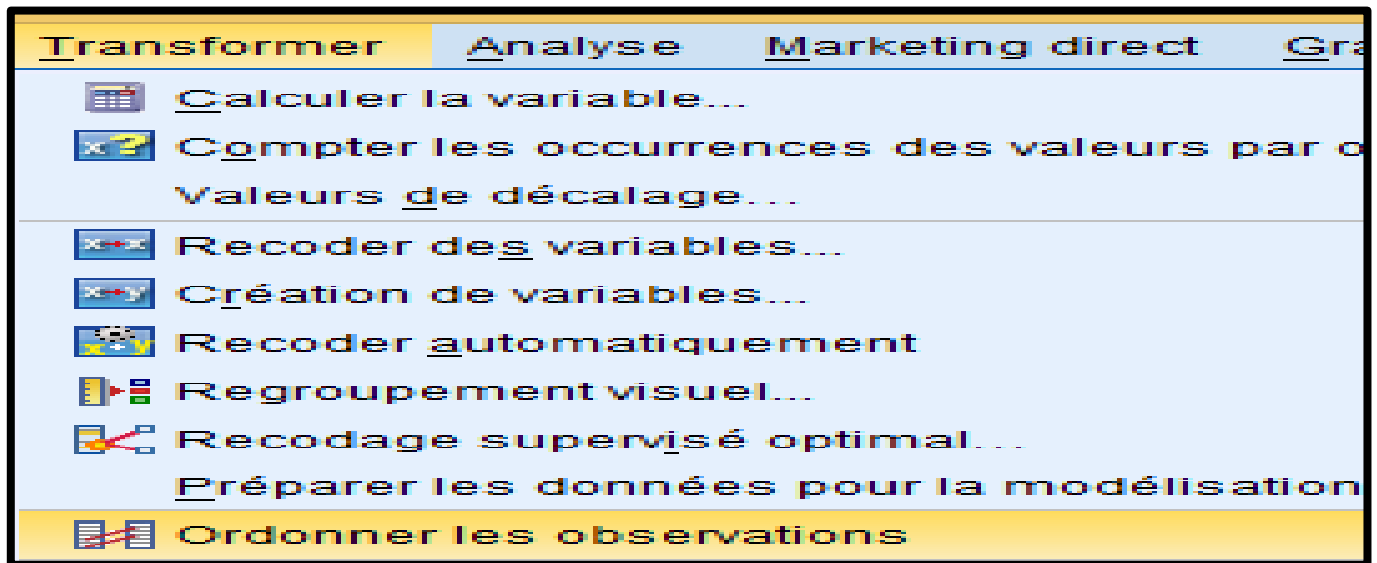 Transformer Analyse Marketing direct Gra
Calculer la variable...
Compter les occurrences des valeurs par o
Valeurs de décalage...
Recoder des variables...
Création de variables...
Recoder automatiquement
Regroupement visuel...
Recodage supervisé optimal...
Préparer les données pour la modélisation
Ordonner les observations